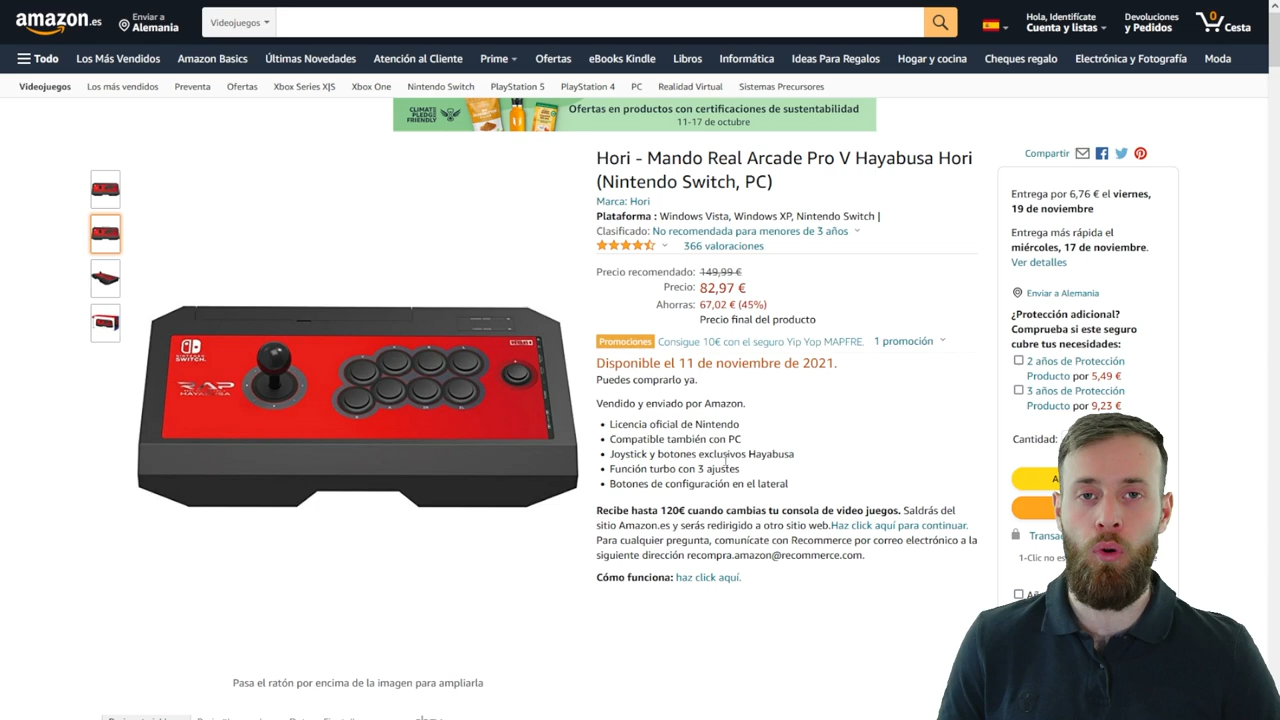 amazon.es
Enviar a
Alemania
Videojuegos
Hola, Identifícate
Cuenta y listas
Devoluciones
y Pedidos
0
Cesta
Todo
Los Más Vendidos
Amazon Basics
Últimas Novedades
Atención al Cliente
Prime
Ofertas
eBooks Kindle
Libros
Informática
Ideas Para Regalos
Hogar y cocina
Cheques regalo
Electrónica y Fotografía
Moda
Videojuegos
Los más vendidos
Preventa
Ofertas
Xbox Series X|S
Xbox One
Nintendo Switch
PlayStation 5
PlayStation 4
PC
Realidad Virtual
Sistemas Precursores
CLIMATE
PLEDGE
FRIENDLY
Ofertas en productos con certificaciones de sustentabilidad
11-17 de octubre
Hori - Mando Real Arcade Pro V Hayabusa Hori
(Nintendo Switch, PC)
Marca: Hori
Plataforma : Windows Vista, Windows XP, Nintendo Switch |
Clasificado: No recomendada para menores de 3 años
366 valoraciones
Precio recomendado: 149,99 €
Precio: 82,97 €
Ahorras: 67,02 € (45%)
Precio final del producto
Promociones Consigue 10€ con el seguro Yip Yop MAPFRE. 1 promoción
Disponible el 11 de noviembre de 2021.
Puedes comprarlo ya.
Vendido y enviado por Amazon.
• Licencia oficial de Nintendo
• Compatible también con PC
• Joystick y botones exclusivos Hayabusa
• Función turbo con 3 ajustes
• Botones de configuración en el lateral
Recibe hasta 120€ cuando cambias tu consola de video juegos. Saldrás del
sitio Amazon.es y serás redirigido a otro sitio web.Haz click aquí para continuar.
Para cualquier pregunta, comunícate con Recommerce por correo electrónico a la
siguiente dirección recompra.amazon@recommerce.com.
Cómo funciona: haz click aquí.
NINTENDO
SWITCH
RAP
HAYABUSA
Pasa el ratón por encima de la imagen para ampliarla
Compartir
Entrega por 6,76 € el viernes,
19 de noviembre
Entrega más rápida el
miércoles, 17 de noviembre.
Ver detalles
Enviar a Alemania
¿Protección adicional?
Comprueba si este seguro
cubre tus necesidades:
2 años de Protección
Producto por 5,49 €
3 años de Protección
Producto por 9,23 €
Cantidad:
1-Clic no